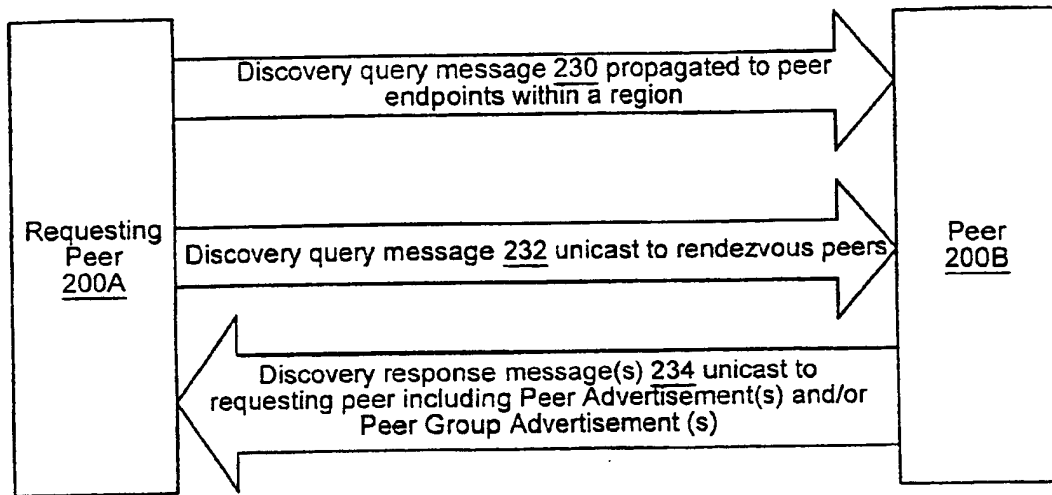 Discovery query message 230 propagated to peer
endpoints within a region
Requesting
Peer
200A
Discovery query message 232 unicast to rendezvous peers
Peer
200B
Discovery response message(s) 234 unicast to
requesting peer including Peer Advertisement(s) and/or
Peer Group Advertisement (s)